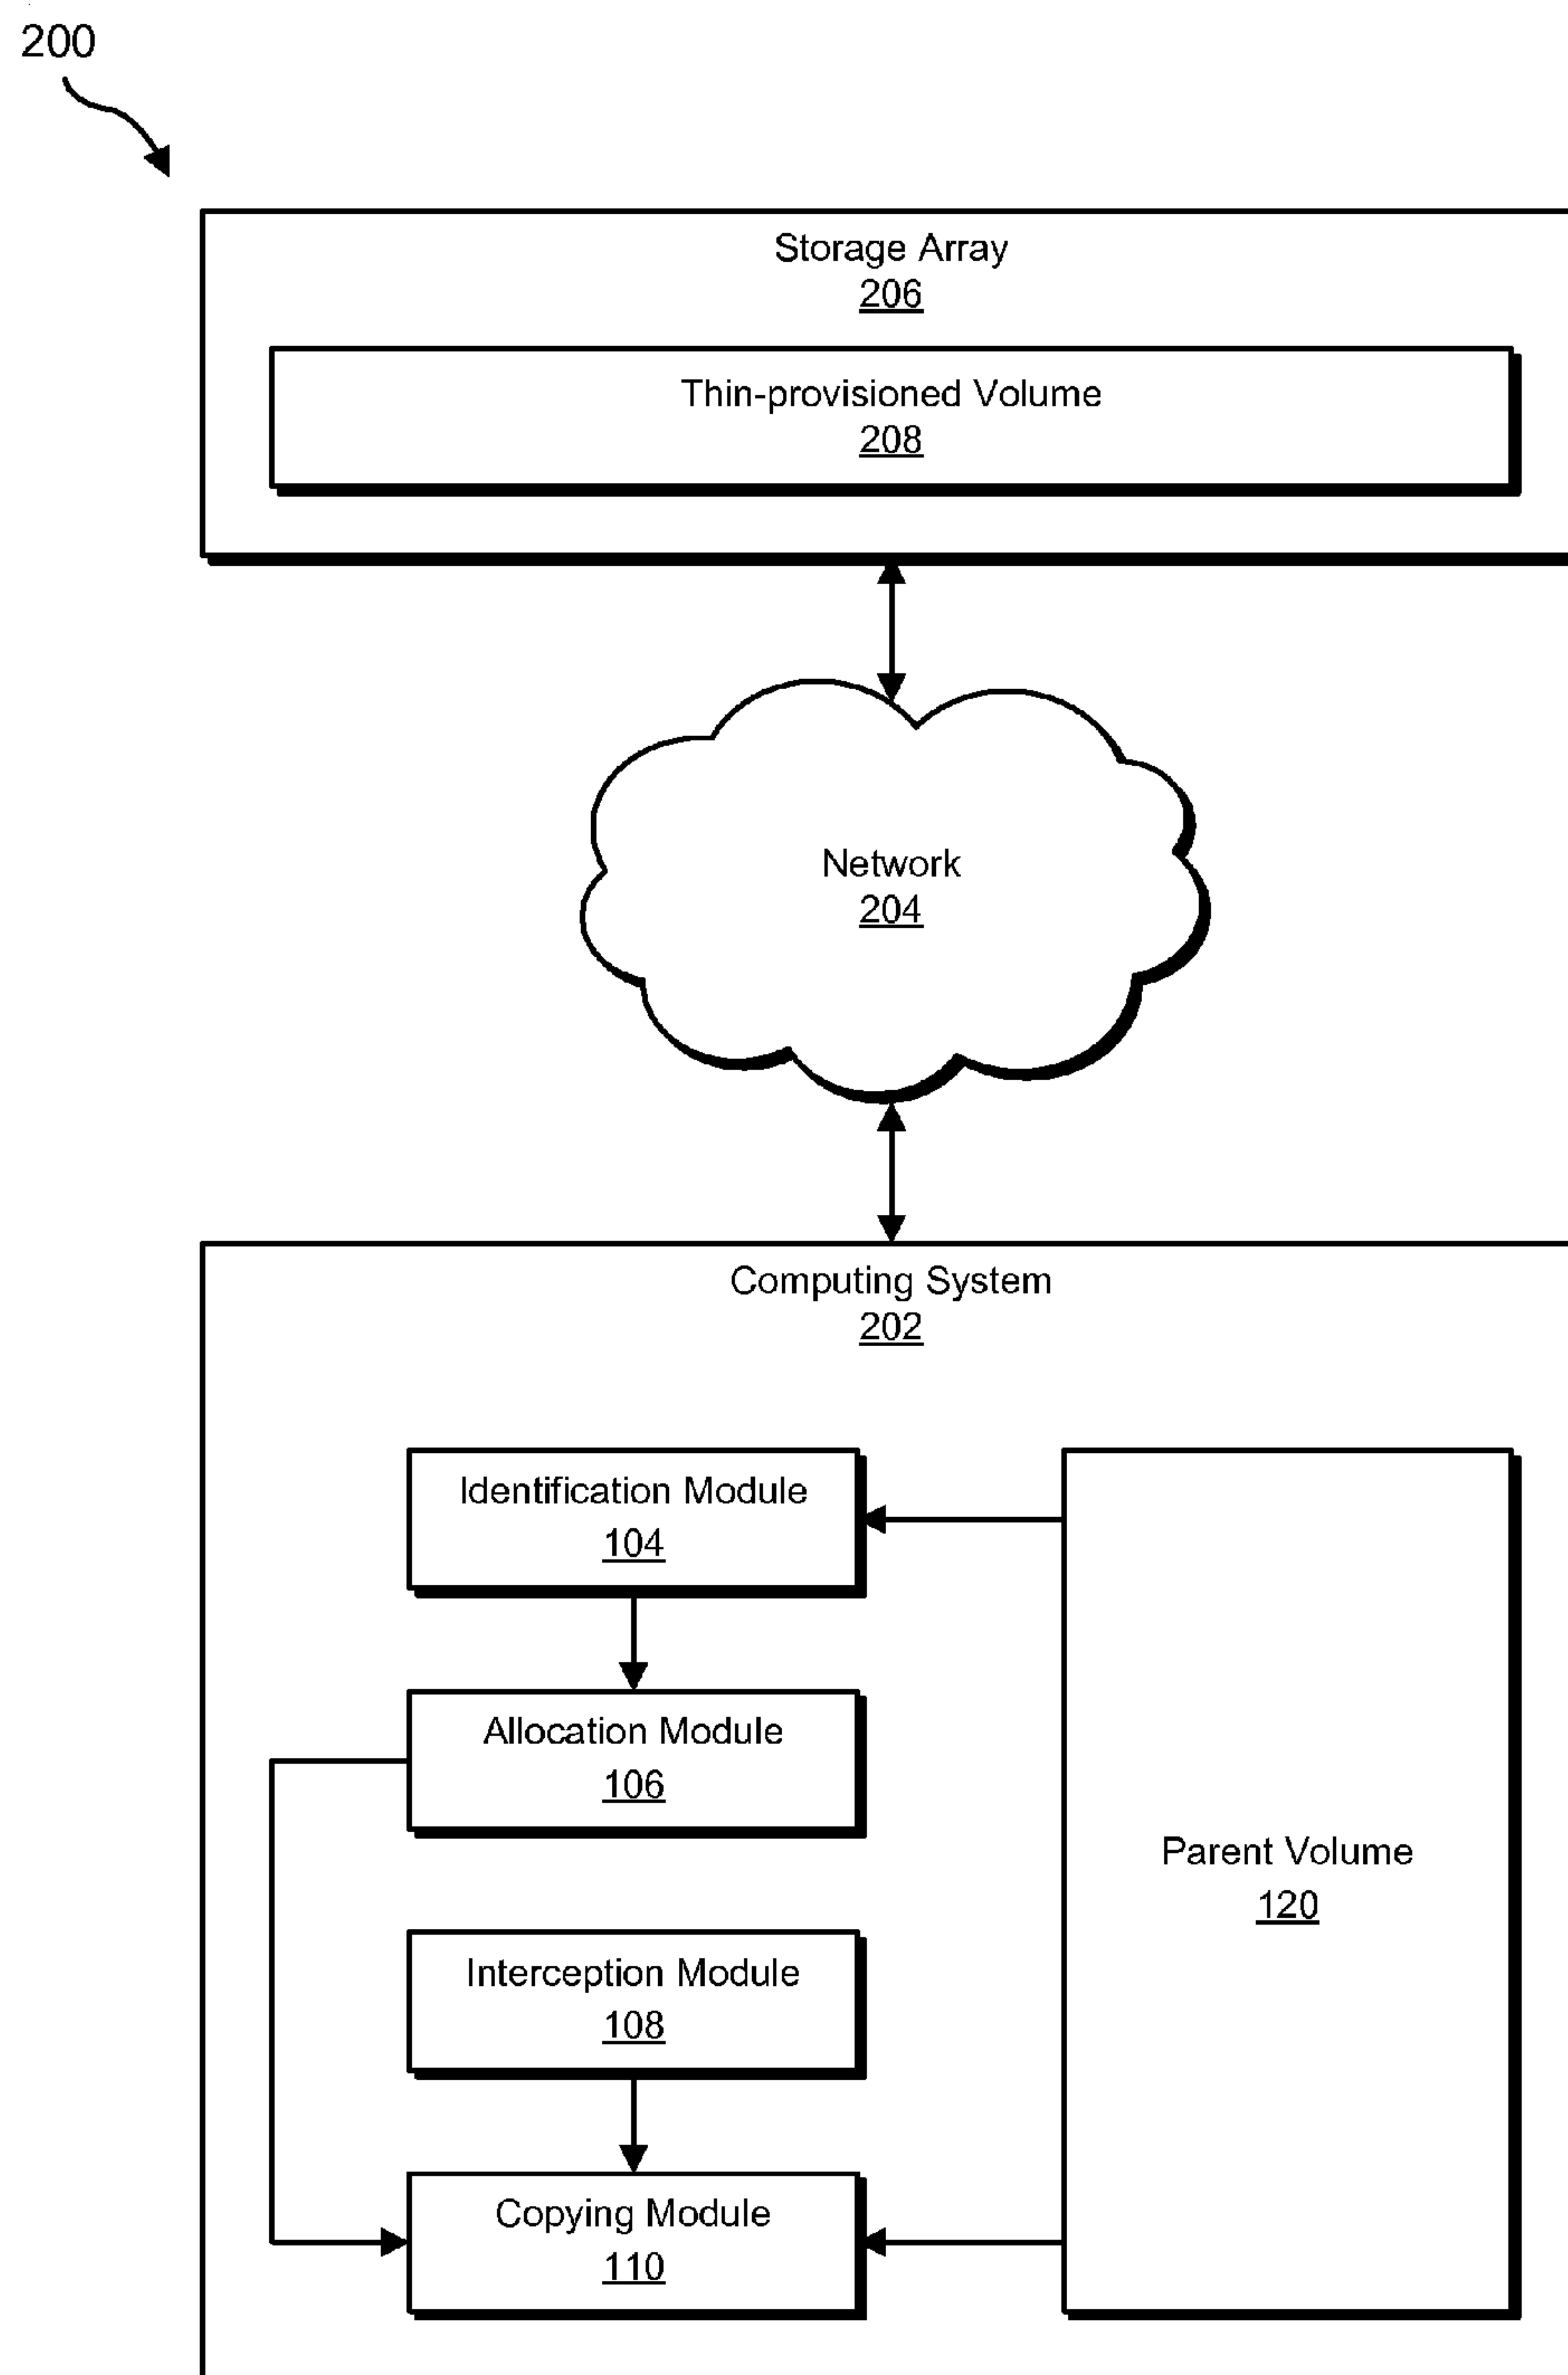 200
Storage Array
206
Thin-provisioned Volume
208
Network
204
Computing System
202
Identification Module
104
Allocation Module
106
Interception Module
108
Copying Module
110
Parent Volume
120